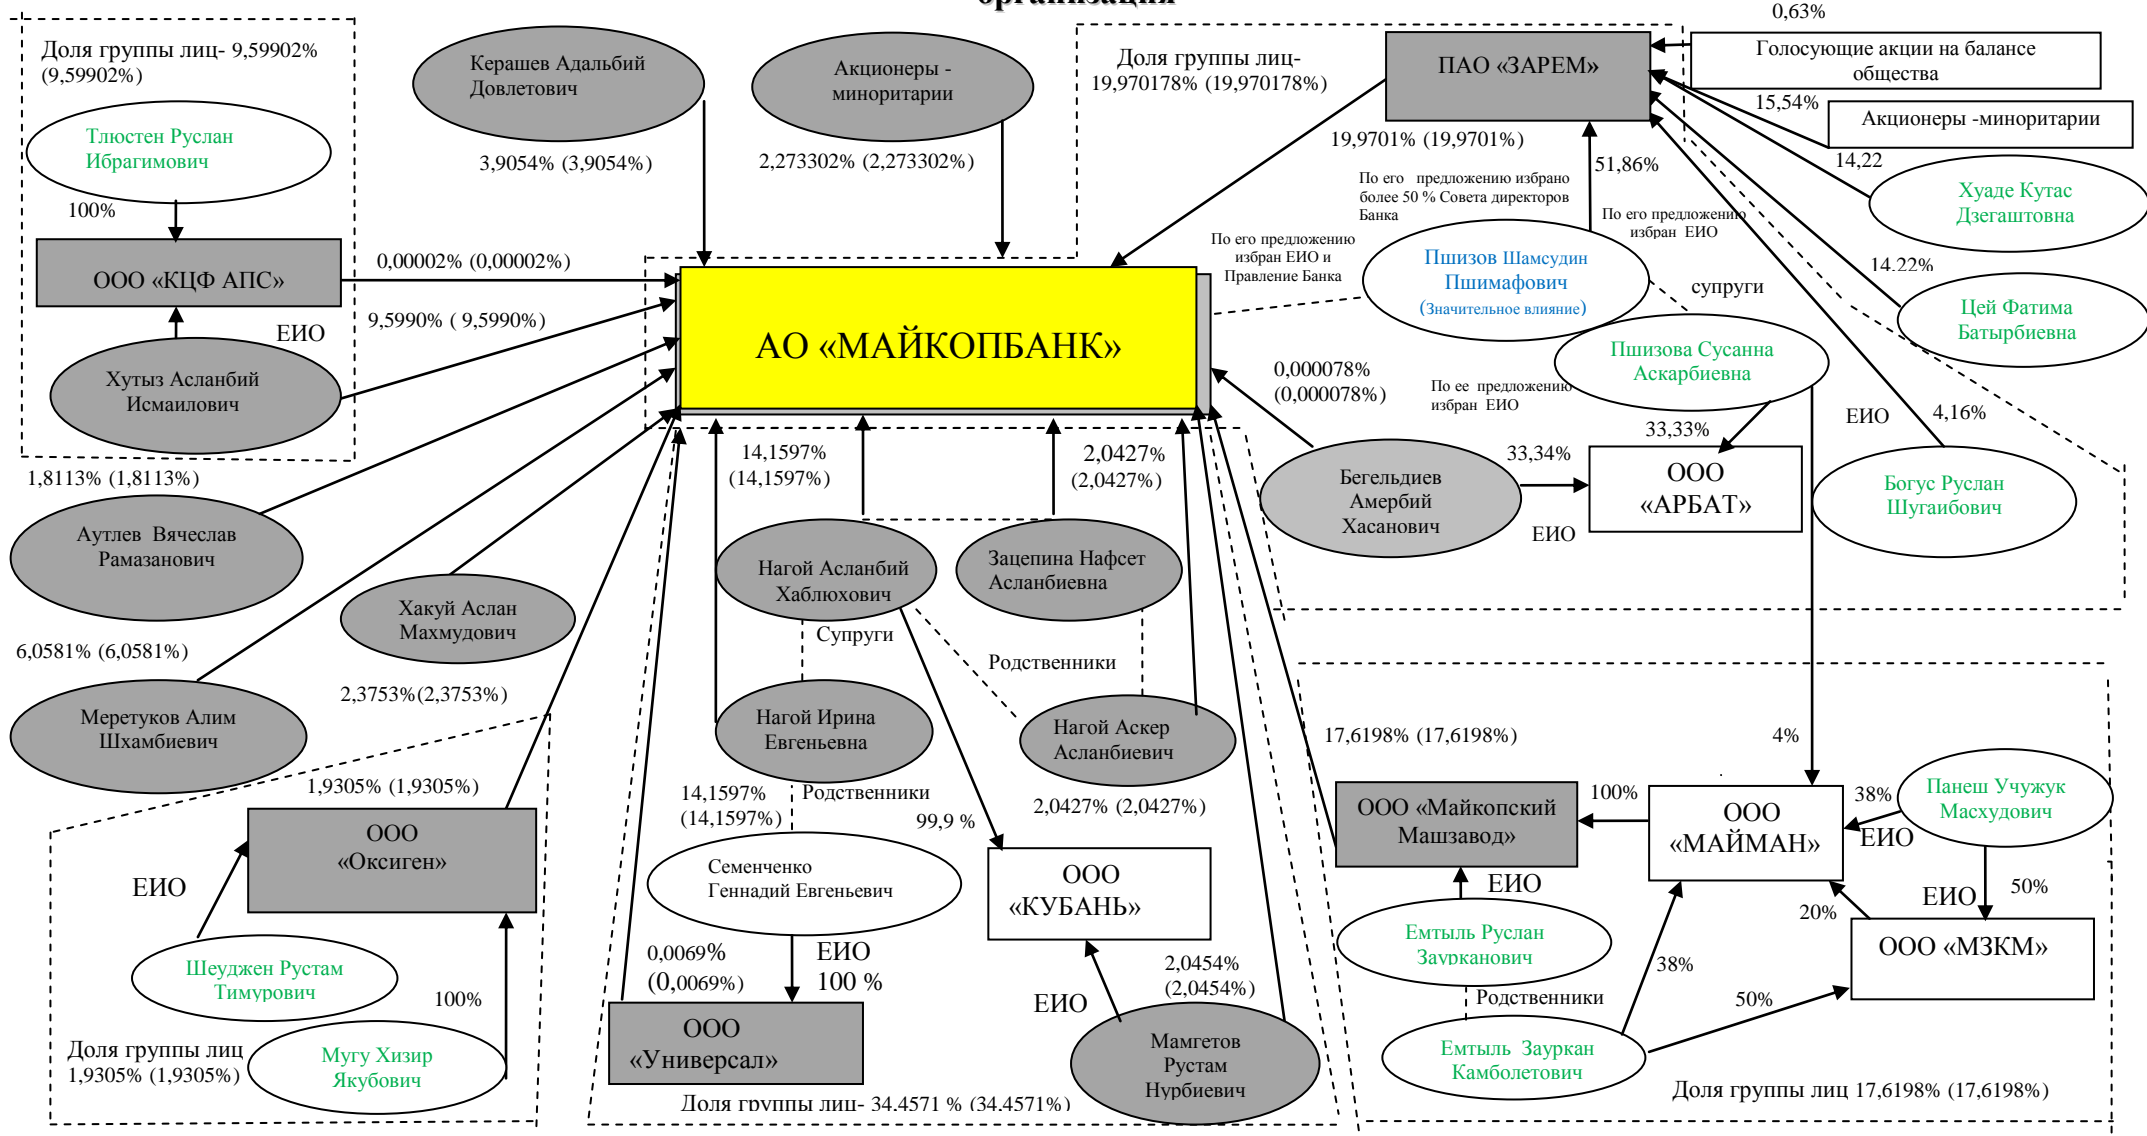 организация
0,63%
Доля группы лиц- 9,59902%
(9,59902%)
Керашев Адальбий
Довлетович
Акционеры -
миноритарии
Доля группы лиц-
19,970178% (19,970178%)
ПАО «ЗАРЕМ»
Голосующие акции на балансе
общества
15,54%
Акционеры -миноритарии
Тлюстен Руслан
Ибрагимович
3,9054% (3,9054%)
2,273302% (2,273302%)
19,9701% (19,9701%)
51,86%
14,22
По его предложению избрано
более 50 % Совета директоров
Банка
Хуаде Кутас
Дзегаштовна
100%
По его предложению
избран ЕИО
По его предложению
избран ЕИО и
Правление Банка
ООО «КЦФ АПС»
0,00002% (0,00002%)
Пшизов Шамсудин
Пшимафович
(Значительное влияние)
супруги
14,22%
Цей Фатима
Батырбиевна
9,5990% ( 9,5990%)
ЕИО
АО «МАЙКОПБАНК»
Пшизова Сусанна
Аскарбиевна
Хутыз Асланбий
Исмаилович
0,000078%
(0,000078%)
По ее предложению
избран ЕИО
ЕИО
4,16%
33,33%
1,8113% (1,8113%)
14,1597%
(14,1597%)
2,0427%
(2,0427%)
33,34%
Бегельдиев
Амербий
Хасанович
ООО
«АРБАТ»
ЕИО
Богус Руслан
Шугаибович
Аутлев Вячеслав
Рамазанович
Нагой Асланбий
Хаблюхович
Зацепина Нафсет
Асланбиевна
Хакуй Аслан
Махмудович
6,0581% (6,0581%)
Супруги
Родственники
2,3753%(2,3753%)
Меретуков Алим
Шхамбиевич
Нагой Ирина
Евгеньевна
Нагой Аскер
Асланбиевич
17,6198% (17,6198%)
4%
1,9305% (1,9305%)
14,1597%
(14,1597%)
Родственники
2,0427% (2,0427%)
99,9 %
ООО «Майкопский
Машзавод»
100%
ООО
«МАЙМАН»
38%
ЕИО
Панеш Учужук
Масхудович
ООО
«Оксиген»
ЕИО
Семенченко
Геннадий Евгеньевич
ООО
«КУБАНЬ»
ЕИО
ЕИО
50%
20%
ООО «МЗКМ»
Емтыль Руслан
Заурканович
Шеуджен Рустам
Тимурович
0,0069%
(0,0069%)
ЕИО
100 %
2,0454%
(2,0454%)
38%
Родственники
50%
100%
ЕИО
ООО
«Универсал»
Мамгетов
Рустам
Нурбиевич
Емтыль Зауркан
Камболетович
Доля группы лиц
1,9305% (1,9305%)
Мугу Хизир
Якубович
Доля группы лиц- 34.4571 % (34.4571%)
Доля группы лиц 17,6198% (17,6198%)